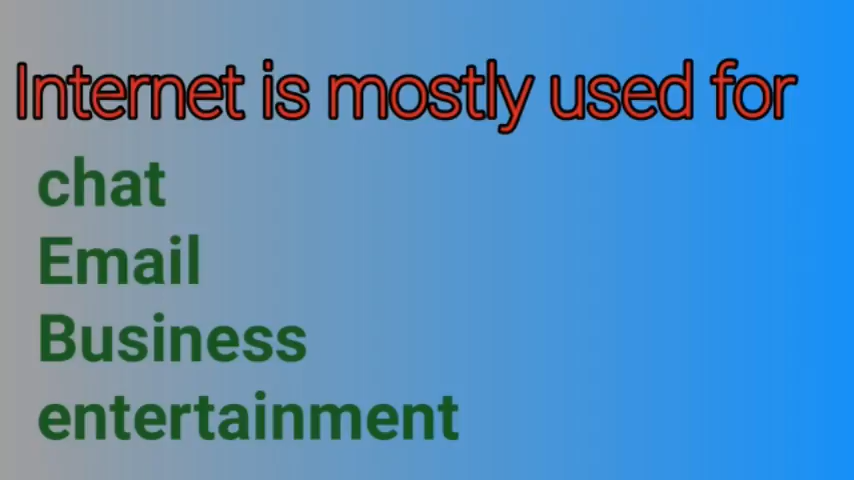 Internet is mostly used for
chat
Email
Business
entertainment